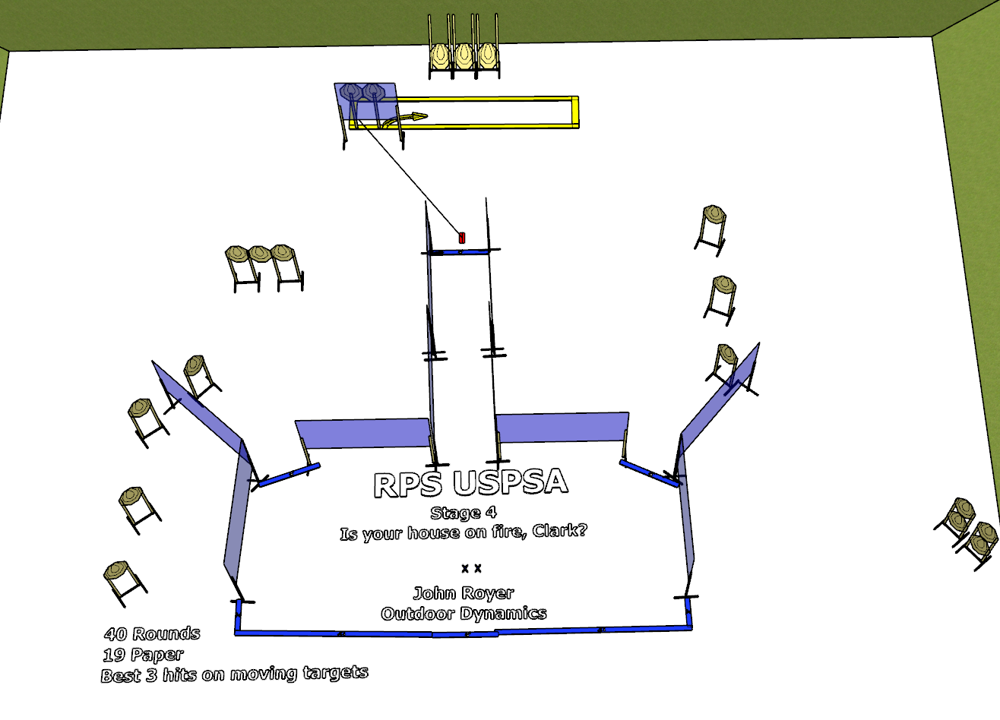 RPS USPSA
Stage 4
Is your house on fire, Clark?
x x
John Royer
Outdoor Dynamics
40 Rounds
19 Paper
Best 3 hits on moving targets